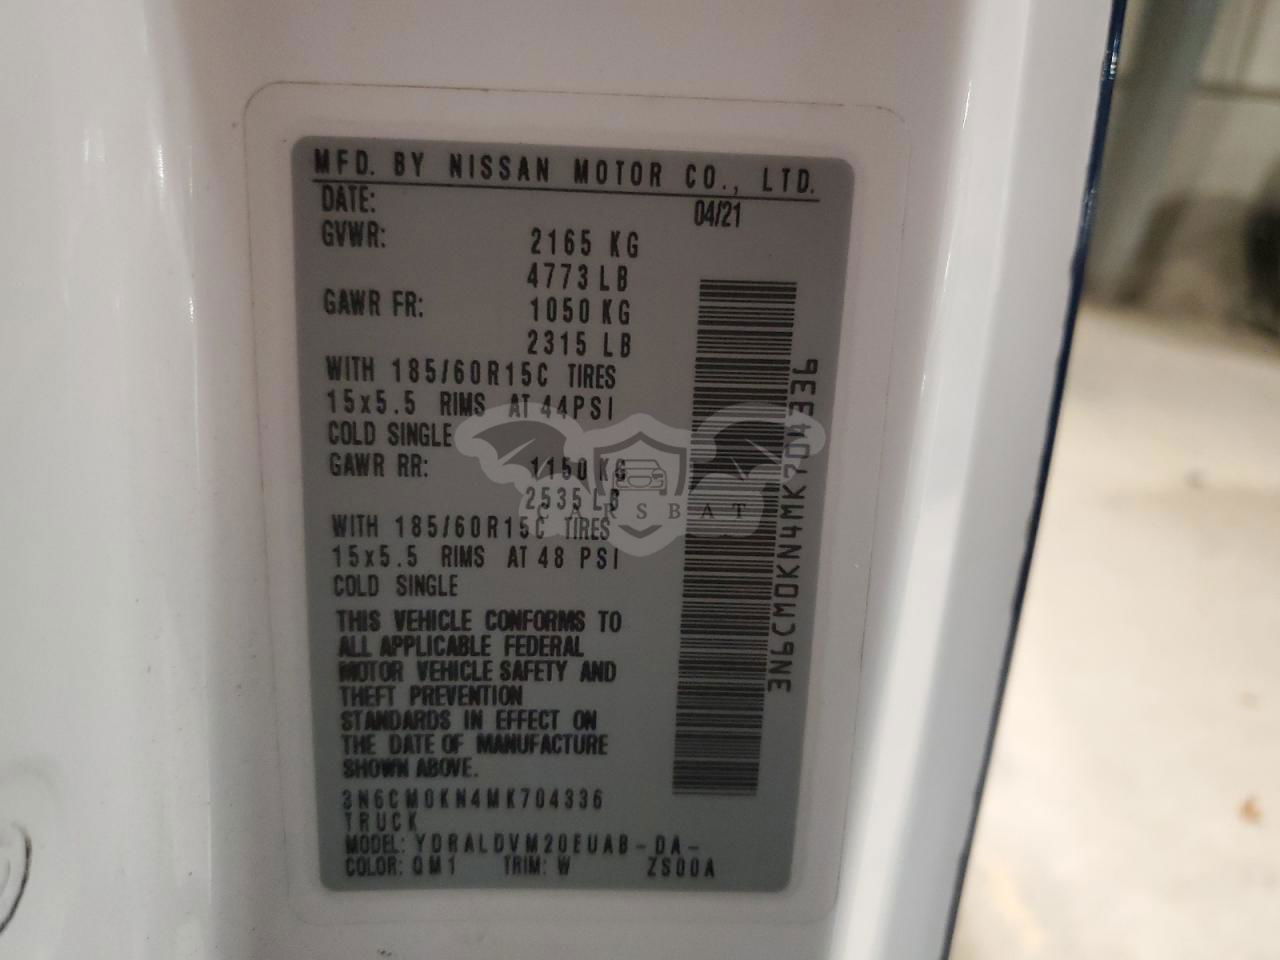 MFD. BY NISSAN MOTOR CO., LTD.
DATE: 04/21
GVWR: 2165 KG
4773 LB
GAWR FR: 1050 KG
2315 LB
WITH 185/60R15C TIRES
15x5.5 RIMS AT 44PSI
COLD SINGLE
GAWR RR: 1150 KG
2535 LB
WITH 185/60R15C TIRES
15x5.5 RIMS AT 48 PSI
COLD SINGLE
THIS VEHICLE CONFORMS TO
ALL APPLICABLE FEDERAL
MOTOR VEHICLE SAFETY AND
THEFT PREVENTION
STANDARDS IN EFFECT ON
THE DATE OF MANUFACTURE
SHOWN ABOVE.
3N6CM0KN4MK704336
TRUCK
MODEL: YDRALDVM20EUAB-DA-
COLOR: QM1 TRIM: W ZS00A
3N6CM0KN4MK704336
CARSBAT